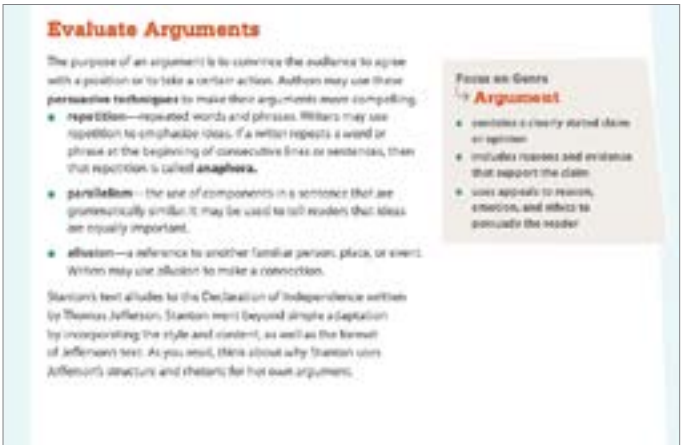 Evaluate Arguments
The purpose of an argument is to convince the audience to agree
with a position or to take a certain action. Authors may use these
persuasive techniques to make their arguments more compelling.
• repetition—repeated words and phrases. Writers may use
repetition to emphasize ideas. If a writer repeats a word or
phrase at the beginning of consecutive lines or sentences, then
that repetition is called anaphora.
• parallelism—the use of components in a sentence that are
grammatically similar. It may be used to tell readers that ideas
are equally important.
• allusion—a reference to another familiar person, place, or event.
Writers may use allusion to make a connection.
Stanton's text alludes to the Declaration of Independence written
by Thomas Jefferson. Stanton went beyond simple adaptation
by incorporating the style and content, as well as the format
of Jefferson's text. As you read, think about why Stanton uses
Jefferson's structure and rhetoric for her own argument.
Focus on Genre
Argument
• contains a clearly stated claim
or opinion
• includes reasons and evidence
that support the claim
• uses appeals to reason,
emotion, and ethics to
persuade the reader